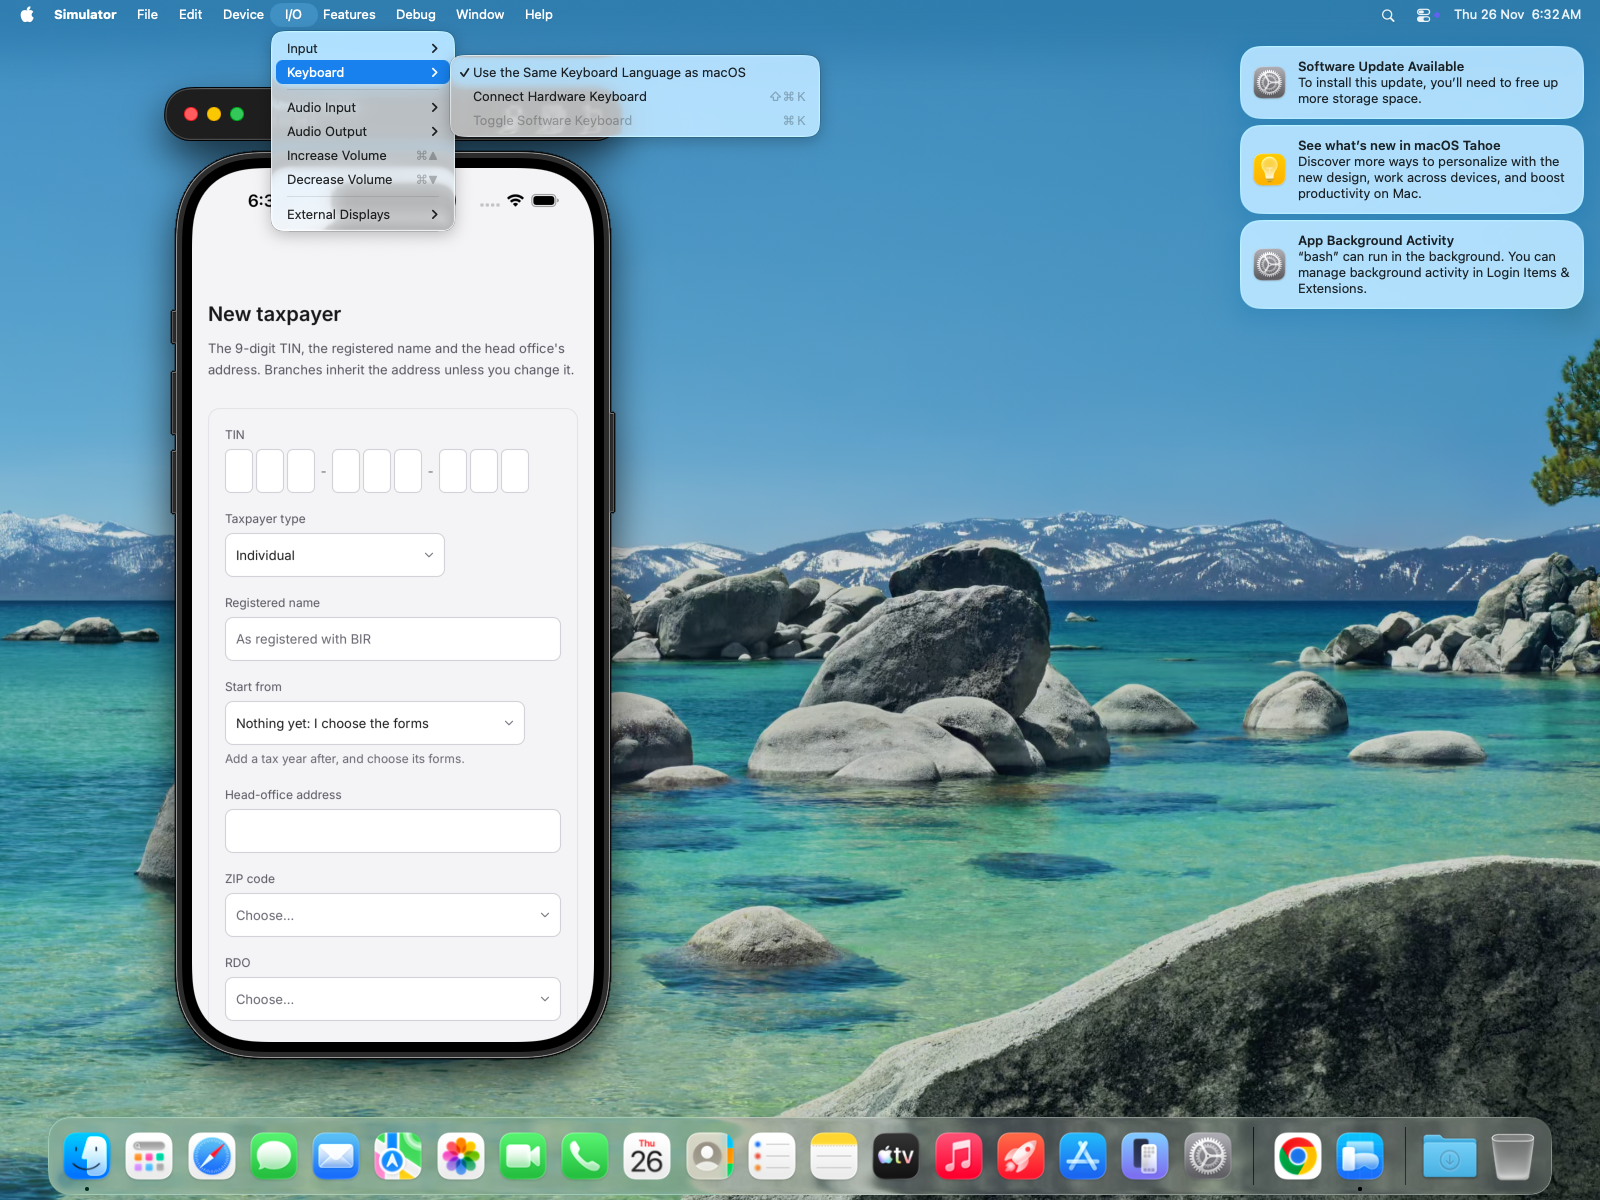 Simulator File Edit Device I/O Features Debug Window Help
Thu 26 Nov 6:32 AM
Input
Keyboard
Audio Input
Audio Output
Increase Volume ⌘▲
Decrease Volume ⌘▼
External Displays
✓ Use the Same Keyboard Language as macOS
Connect Hardware Keyboard ⇧⌘K
Toggle Software Keyboard ⌘K
Software Update Available
To install this update, you'll need to free up
more storage space.
See what's new in macOS Tahoe
Discover more ways to personalize with the
new design, work across devices, and boost
productivity on Mac.
App Background Activity
“bash” can run in the background. You can
manage background activity in Login Items &
Extensions.
New taxpayer
The 9-digit TIN, the registered name and the head office's
address. Branches inherit the address unless you change it.
TIN
- -
Taxpayer type
Individual
Registered name
As registered with BIR
Start from
Nothing yet: I choose the forms
Add a tax year after, and choose its forms.
Head-office address
ZIP code
Choose...
RDO
Choose...
Thu
26
tv